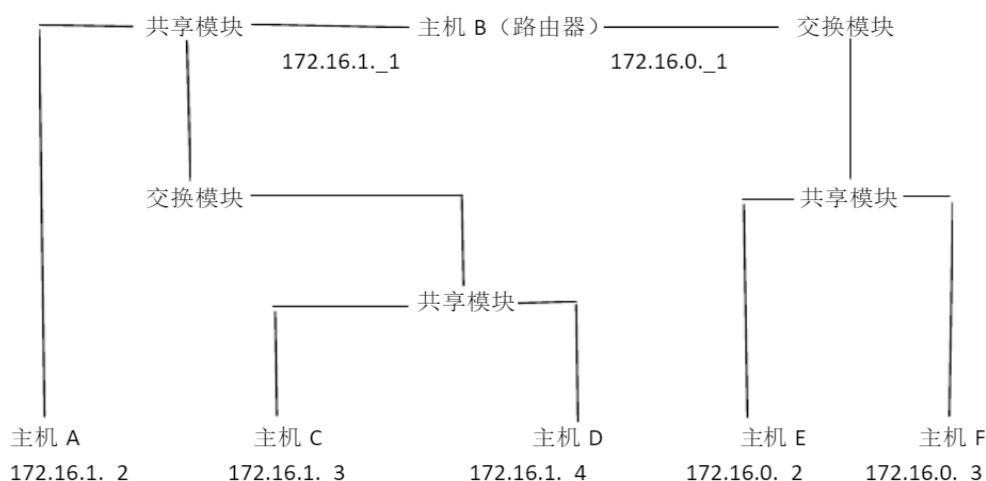 共享模块
主机 B（路由器）
交换模块
172.16.1._1
172.16.0._1
交换模块
共享模块
共享模块
主机 A
主机 C
主机 D
主机 E
主机 F
172.16.1. 2
172.16.1. 3
172.16.1. 4
172.16.0. 2
172.16.0. 3